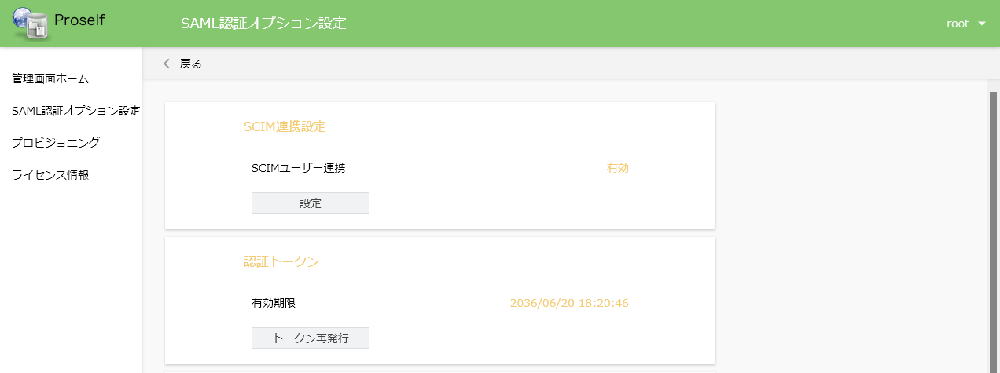 Proself
SAML認証オプション設定
root
戻る
管理画面ホーム
SAML認証オプション設定
プロビジョニング
ライセンス情報
SCIM連携設定
SCIMユーザー連携 有効
設定
認証トークン
有効期限 2036/06/20 18:20:46
トークン再発行